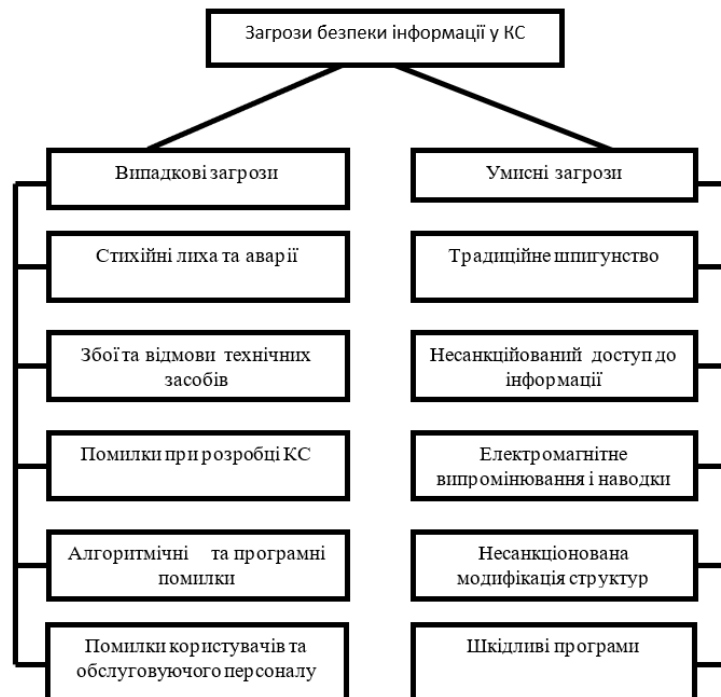 Загрози безпеки інформації у КС
Випадкові загрози
Умисні загрози
Стихійні лиха та аварії
Традиційне шпигунство
Збої та відмови технічних
засобів
Несанкційований доступ до
інформації
Помилки при розробці КС
Електромагнітне
випромінювання і наводки
Алгоритмічні та програмні
помилки
Несанкціонована
модифікація структур
Помилки користувачів та
обслуговуючого персоналу
Шкідливі програми